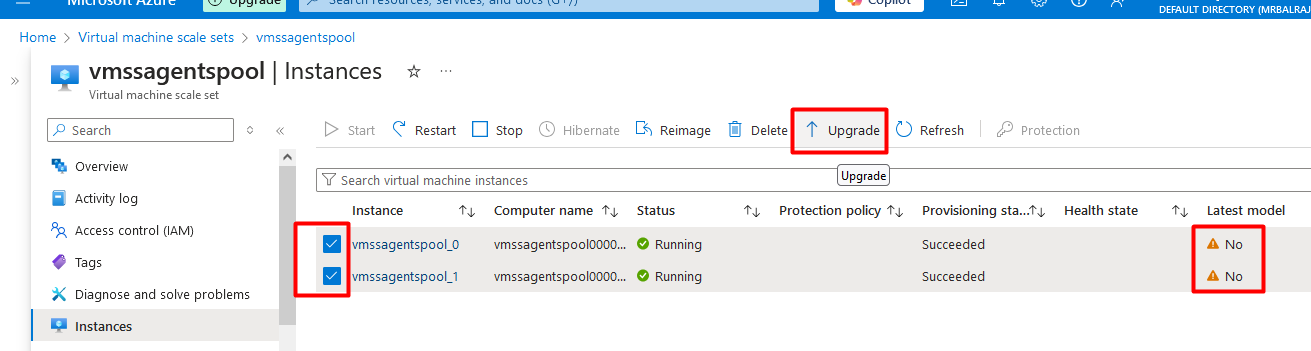 Microsoft Azure
Upgrade
Search resources, services, and docs (G+/)
Copilot
DEFAULT DIRECTORY (MRBALRAJ
Home > Virtual machine scale sets > vmssagentspool >
vmssagentspool | Instances
Virtual machine scale set
Search
Start Restart Stop Hibernate Reimage Delete Upgrade Refresh Protection
Upgrade
Overview
Activity log
Access control (IAM)
Tags
Diagnose and solve problems
Instances
Search virtual machine instances
Instance Computer name Status Protection policy Provisioning sta... Health state Latest model
vmssagentspool_0 vmssagentspool0000... Running Succeeded No
vmssagentspool_1 vmssagentspool0000... Running Succeeded No